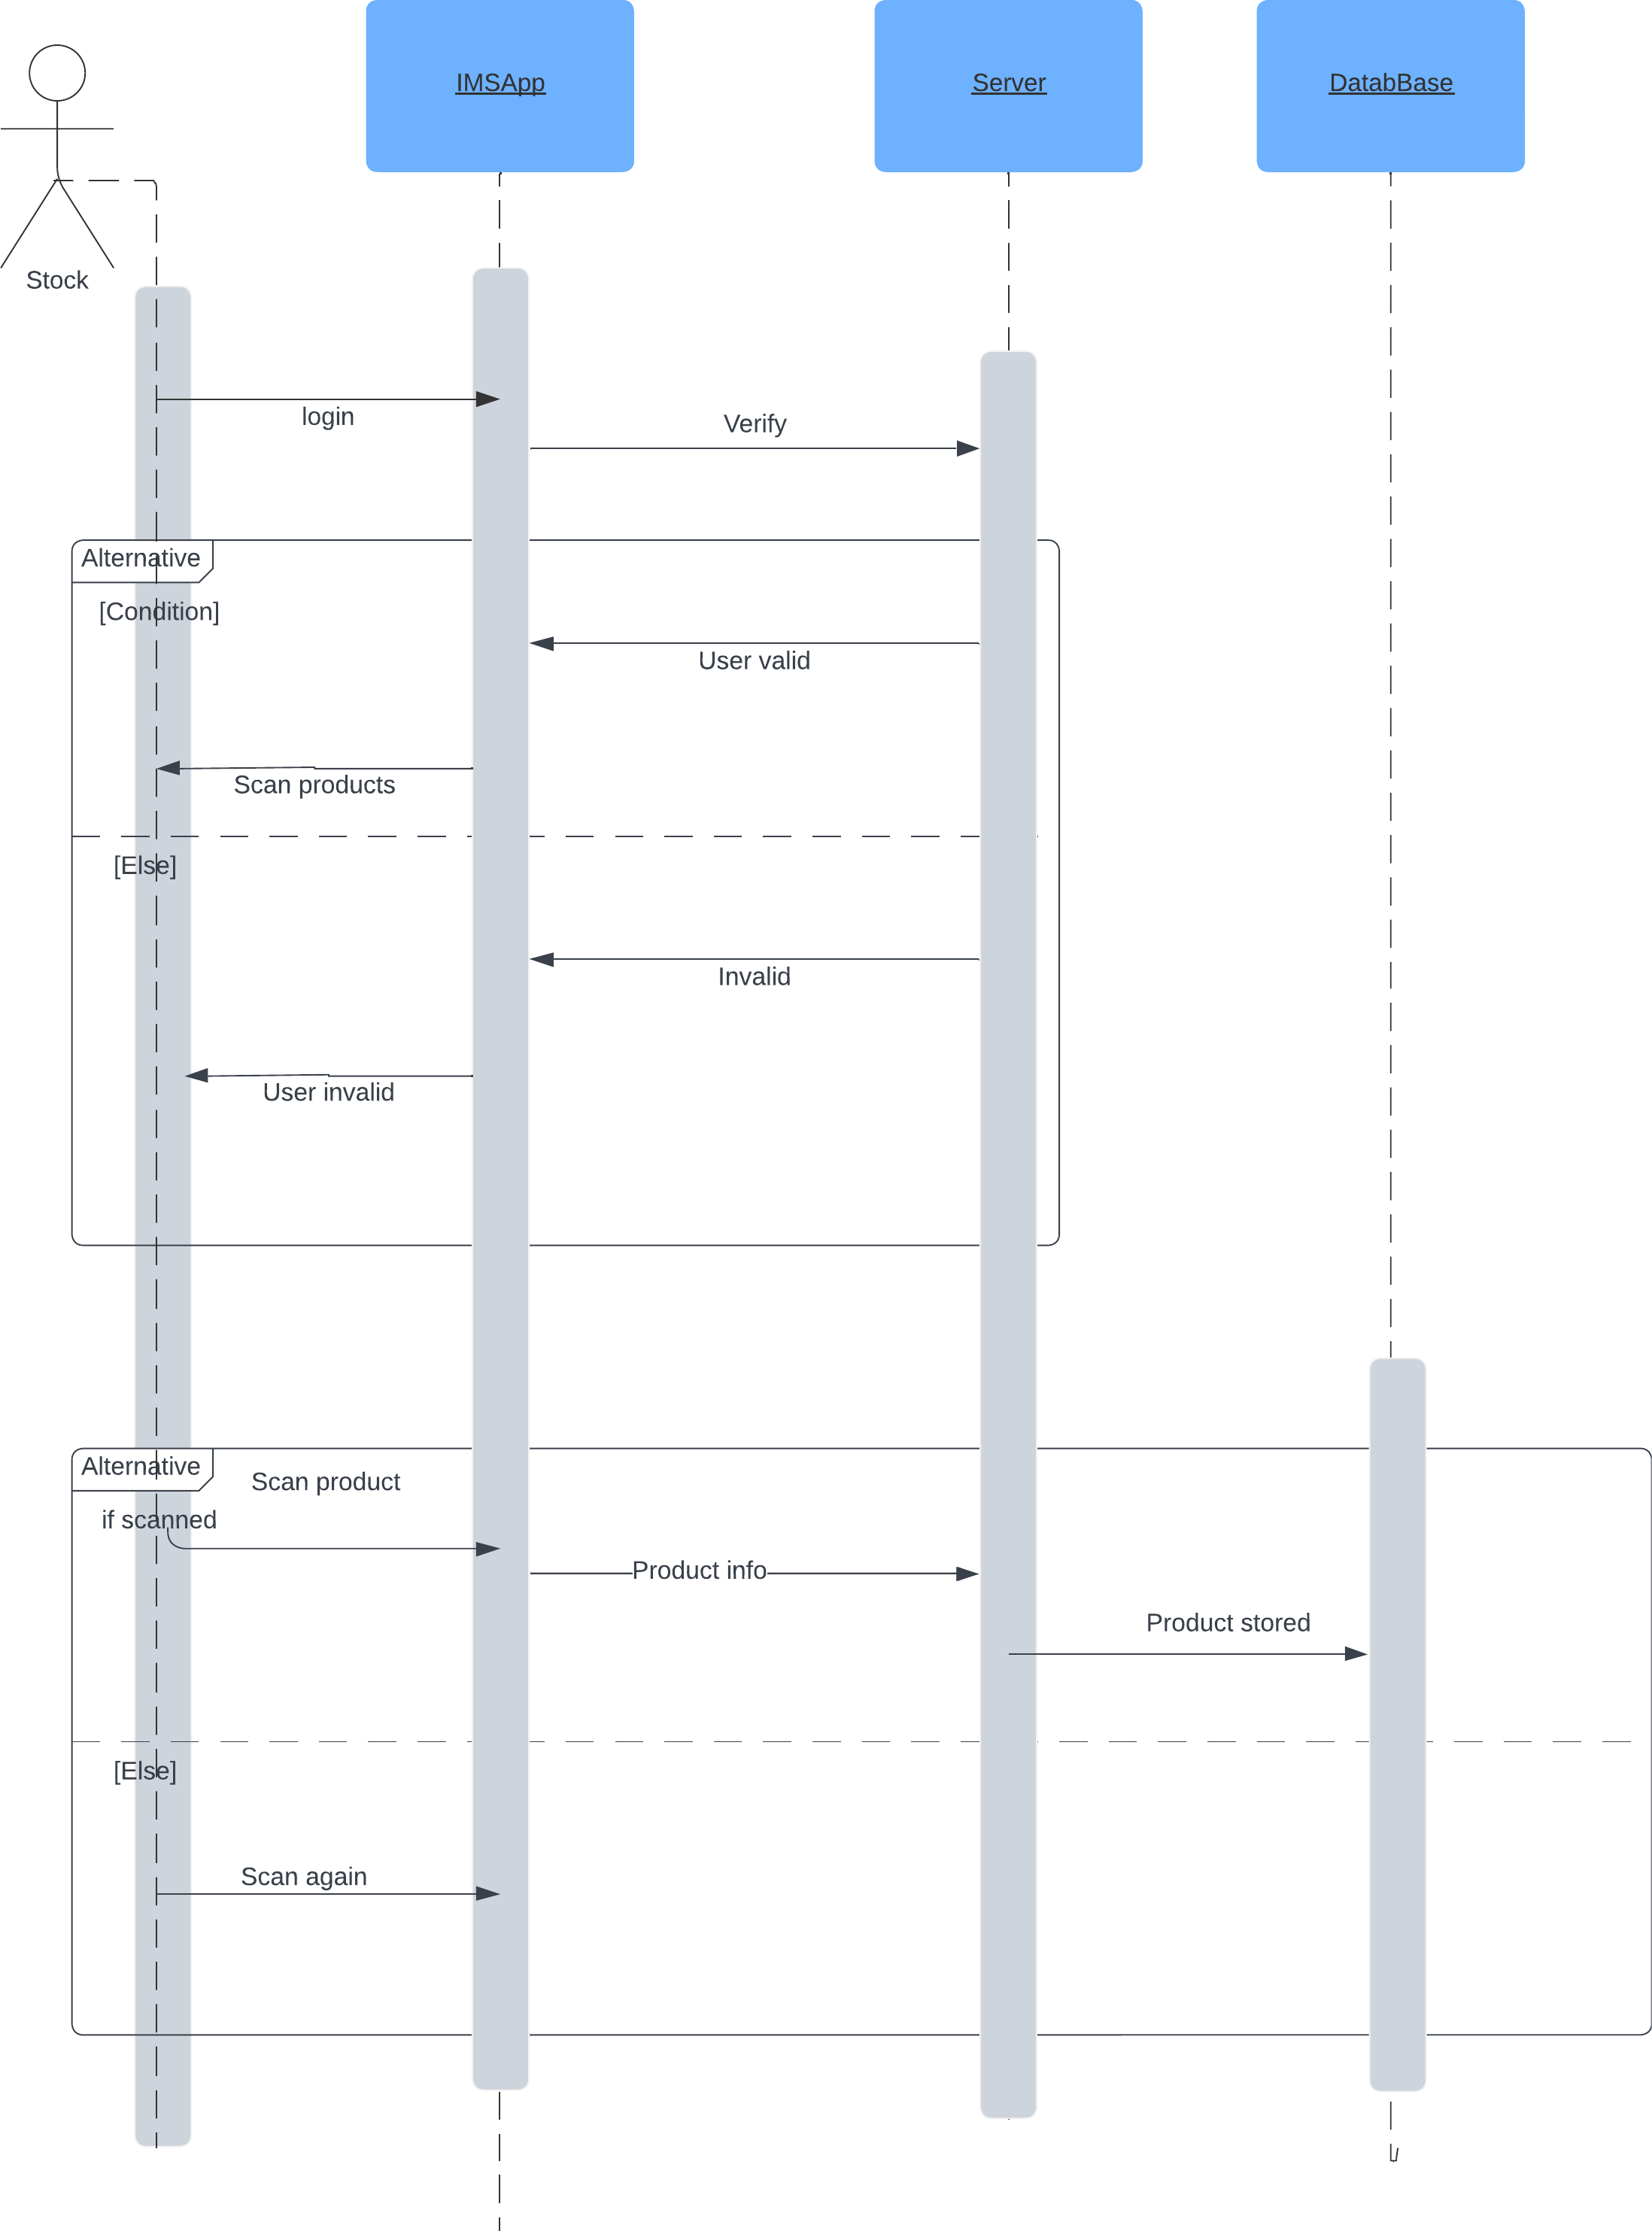 IMSApp
Server
DatabBase
Stock
login
Verify
Alternative
[Condition]
User valid
Scan products
[Else]
Invalid
User invalid
Alternative
Scan product
if scanned
Product info
Product stored
[Else]
Scan again